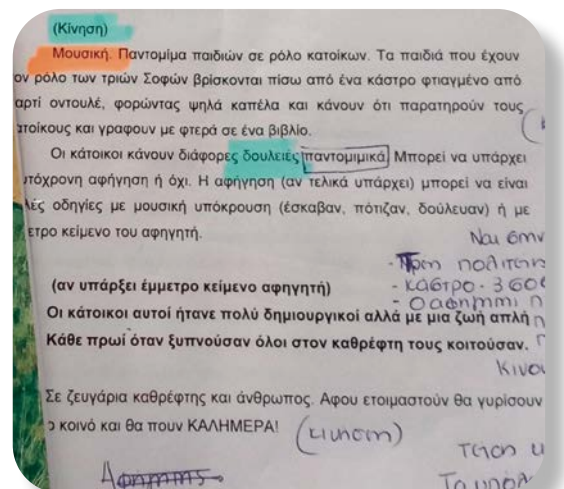 (Κίνηση)
Μουσική. Παντομίμα παιδιών σε ρόλο κατοίκων. Τα παιδιά που έχουν
ον ρόλο των τριών Σοφών βρίσκονται πίσω από ένα κάστρο φτιαγμένο από
αρτί οντουλέ, φορώντας ψηλά καπέλα και κάνουν ότι παρατηρούν τους
ατοίκους και γραφουν με φτερά σε ένα βιβλίο.
Οι κάτοικοι κάνουν διάφορες δουλειές παντομιμικά. Μπορεί να υπάρχει
υτόχρονη αφήγηση ή όχι. Η αφήγηση (αν τελικά υπάρχει) μπορεί να είναι
λές οδηγίες με μουσική υπόκρουση (έσκαβαν, πότιζαν, δούλευαν) ή με
ετρο κείμενο του αφηγητή.
Ναι
(αν υπάρξει έμμετρο κείμενο αφηγητή) - κάστρο -
Οι κάτοικοι αυτοί ήτανε πολύ δημιουργικοί αλλά με μια ζωή απλή
Κάθε πρωί όταν ξυπνούσαν όλοι στον καθρέφτη τους κοιτούσαν.
Σε ζευγάρια καθρέφτης και άνθρωπος. Αφου ετοιμαστούν θα γυρίσουν
ο κοινό και θα πουν ΚΑΛΗΜΕΡΑ! (κίνηση)